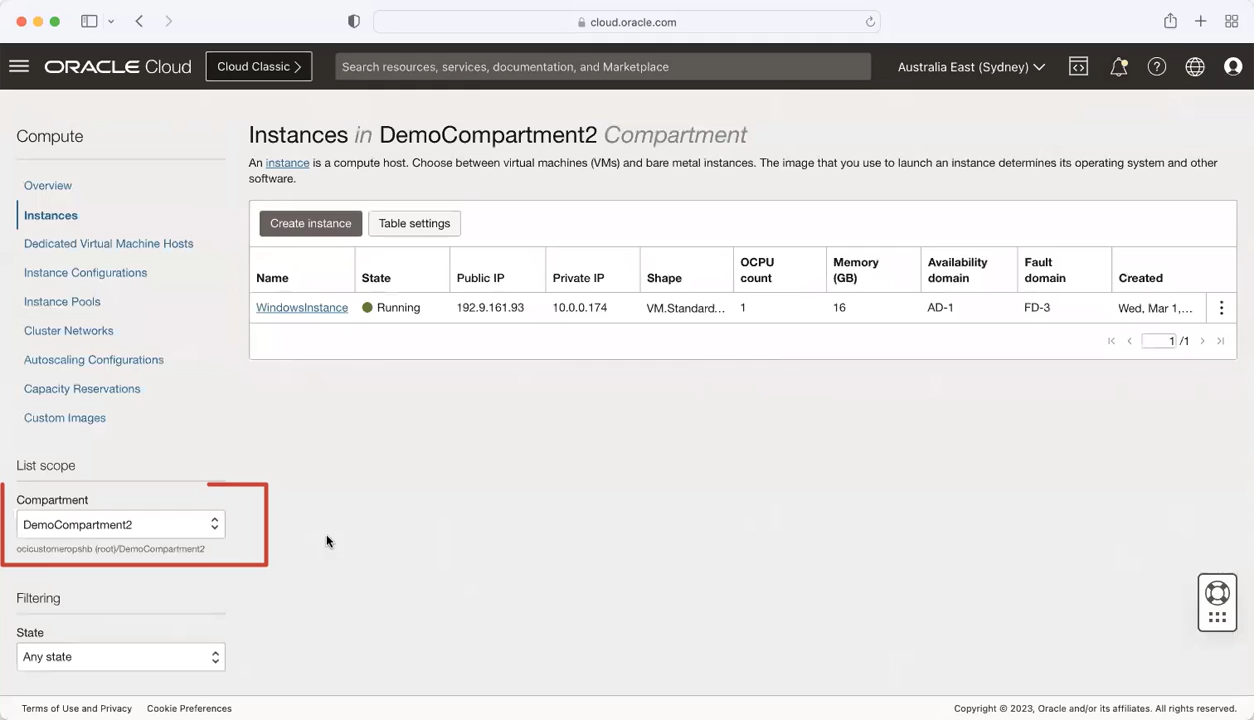 cloud.oracle.com
ORACLE Cloud
Cloud Classic
Search resources, services, documentation, and Marketplace
Australia East (Sydney)
Compute
Overview
Instances
Dedicated Virtual Machine Hosts
Instance Configurations
Instance Pools
Cluster Networks
Autoscaling Configurations
Capacity Reservations
Custom Images
List scope
Compartment
DemoCompartment2
ocicustomeropshb (root)/DemoCompartment2
Filtering
State
Any state
Instances in DemoCompartment2 Compartment
An instance is a compute host. Choose between virtual machines (VMs) and bare metal instances. The image that you use to launch an instance determines its operating system and other
software.
Create instance Table settings
Name State Public IP Private IP Shape OCPU count Memory (GB) Availability domain Fault domain Created
WindowsInstance Running 192.9.161.93 10.0.0.174 VM.Standard... 1 16 AD-1 FD-3 Wed, Mar 1,...
1 /1
Terms of Use and Privacy Cookie Preferences
Copyright © 2023, Oracle and/or its affiliates. All rights reserved.